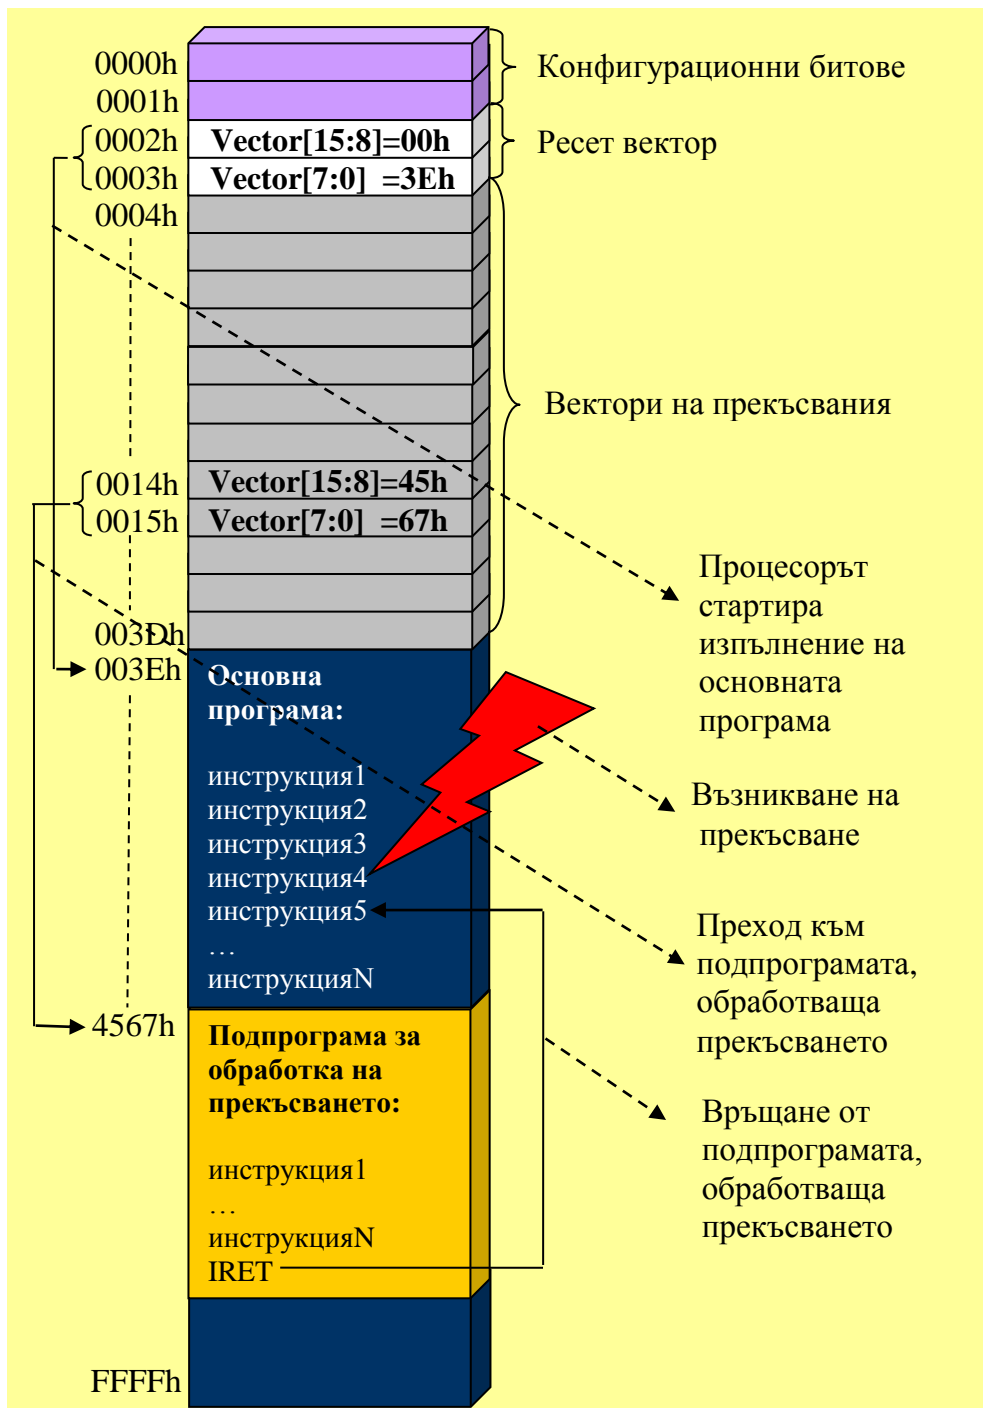 0000h
0001h
Конфигурационни битове
0002h
Vector[15:8]=00h
0003h
Vector[7:0] =3Eh
Ресет вектор
0004h
Вектори на прекъсвания
0014h
Vector[15:8]=45h
0015h
Vector[7:0] =67h
003Dh
003Eh
Процесорът
стартира
изпълнение на
основната
програма
Основна
програма:
инструкция1
инструкция2
инструкция3
инструкция4
инструкция5
…
инструкцияN
Възникване на
прекъсване
Преход към
подпрограмата,
обработваща
прекъсването
4567h
Подпрограма за
обработка на
прекъсването:
инструкция1
…
инструкцияN
IRET
Връщане от
подпрограмата,
обработваща
прекъсването
FFFFh